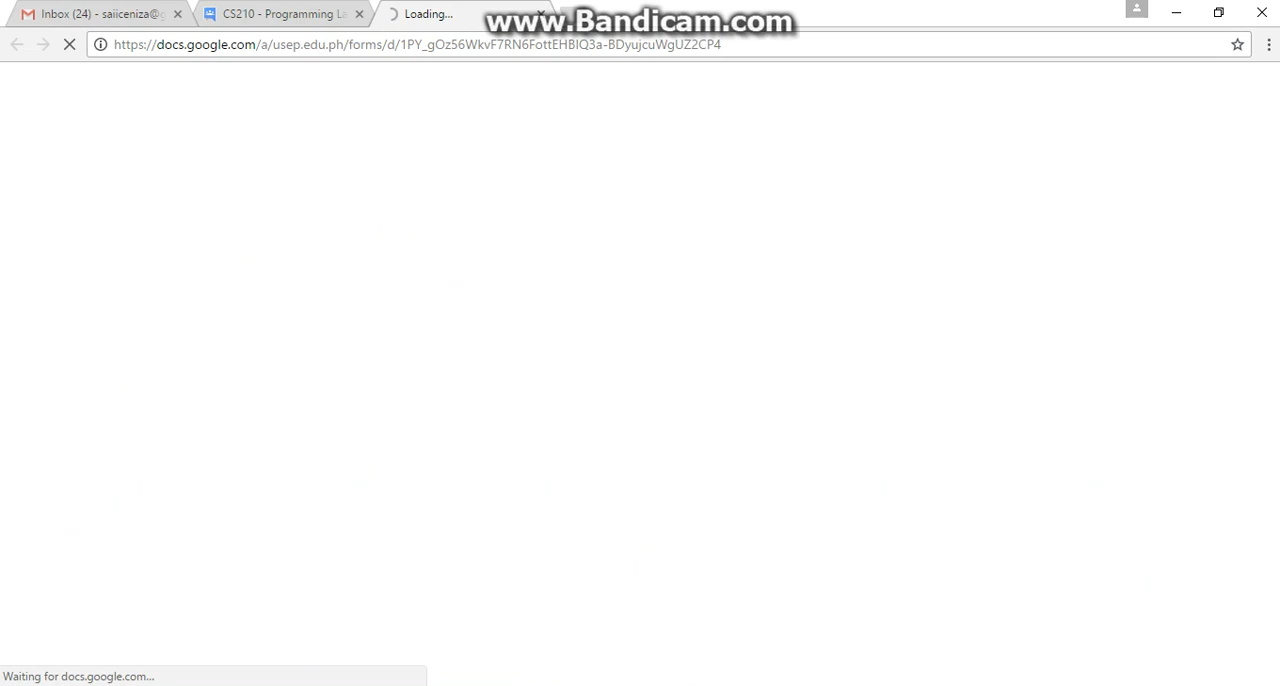 Inbox (24) - saiiceniza@g
CS210 - Programming La
Loading...
www.Bandicam.com
https://docs.google.com/a/usep.edu.ph/forms/d/1PY_gOz56WkvF7RN6FottEHBIQ3a-BDyujcuWgUZ2CP4
Waiting for docs.google.com...